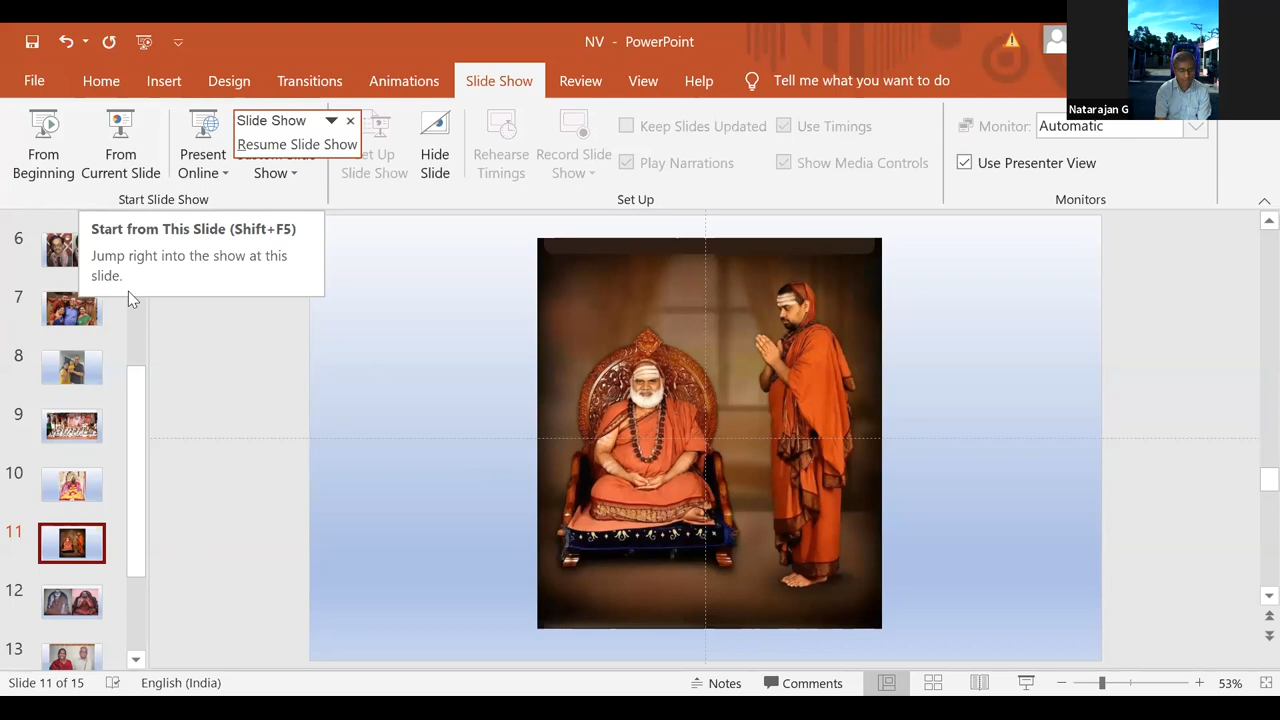 NV - PowerPoint
File Home Insert Design Transitions Animations Slide Show Review View Help Tell me what you want to do
Natarajan G
From Beginning
From Current Slide
Present Online
Slide Show
Resume Slide Show
Show
Set Up Slide Show
Hide Slide
Rehearse Timings
Record Slide Show
Keep Slides Updated
Play Narrations
Use Timings
Show Media Controls
Monitor: Automatic
Use Presenter View
Start Slide Show
Set Up
Monitors
Start from This Slide (Shift+F5)
Jump right into the show at this
slide.
6
7
8
9
10
11
12
13
Slide 11 of 15 English (India) Notes Comments 53%